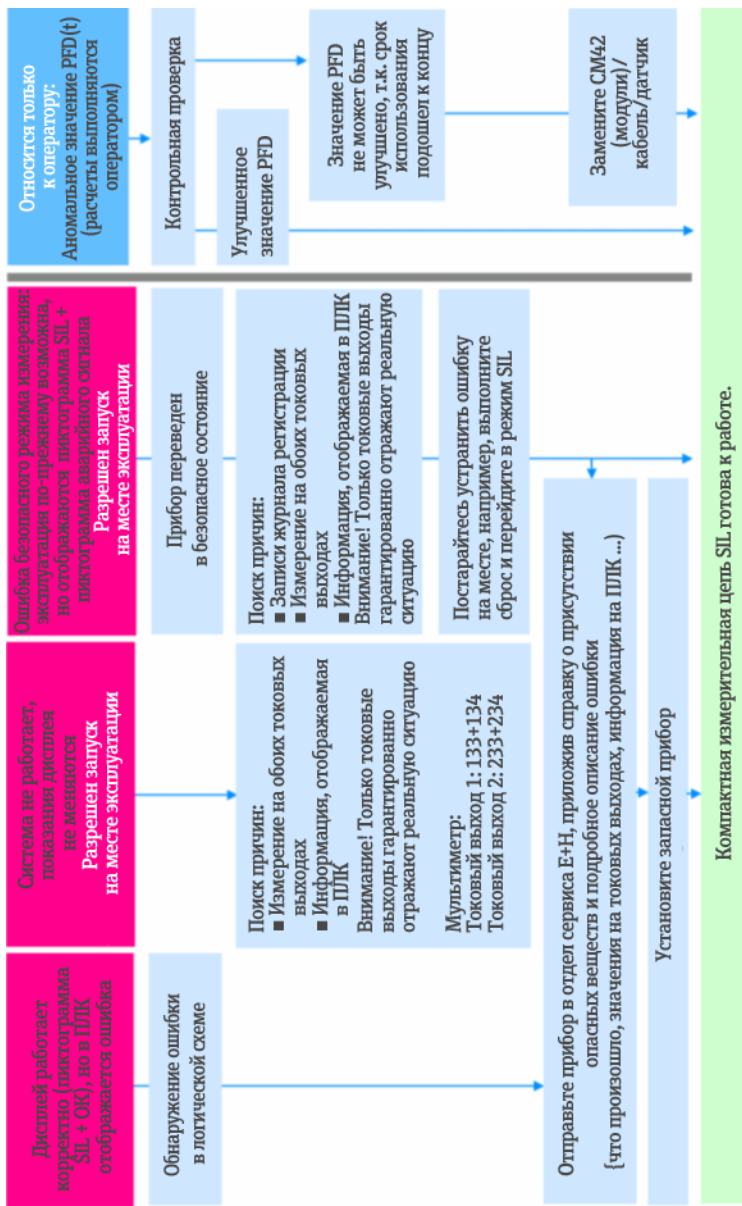 Дисплей работает
корректно (пиктограмма
SIL + OK), но в ПЛК
отображается ошибка
Обнаружение ошибки
в логической схеме
Система не работает,
показания дисплея
не меняются
Разрешен запуск
на месте эксплуатации
Поиск причин:
■ Измерение на обоих токовых
выходах
■ Информация, отображаемая
в ПЛК
Внимание! Только токовые
выходы гарантированно
отражают реальную ситуацию
Мультиметр:
Токовый выход 1: 133+134
Токовый выход 2: 233+234
Ошибка безопасного режима измерения:
эксплуатация по-прежнему возможна,
но отображаются пиктограмма SIL +
пиктограмма аварийного сигнала
Разрешен запуск
на месте эксплуатации
Прибор переведен
в безопасное состояние
Поиск причин:
■ Записи журнала регистрации
■ Измерение на обоих токовых
выходах
■ Информация, отображаемая в ПЛК
Внимание! Только токовые выходы
гарантированно отражают реальную
ситуацию
Постарайтесь устранить ошибку
на месте, например, выполните
сброс и перейдите в режим SIL
Отправьте прибор в отдел сервиса E+H, приложив справку о присутствии
опасных веществ и подробное описание ошибки
{что произошло, значения на токовых выходах, информация на ПЛК ...)
Установите запасной прибор
Относится только
к оператору:
Аномальное значение PFD(t)
(расчеты выполняются
оператором)
Контрольная проверка
Улучшенное
значение PFD
Значение PFD
не может быть
улучшено, т.к. срок
использования
подошел к концу
Замените CM42
(модули)/
кабель/датчик
Компактная измерительная цепь SIL готова к работе.